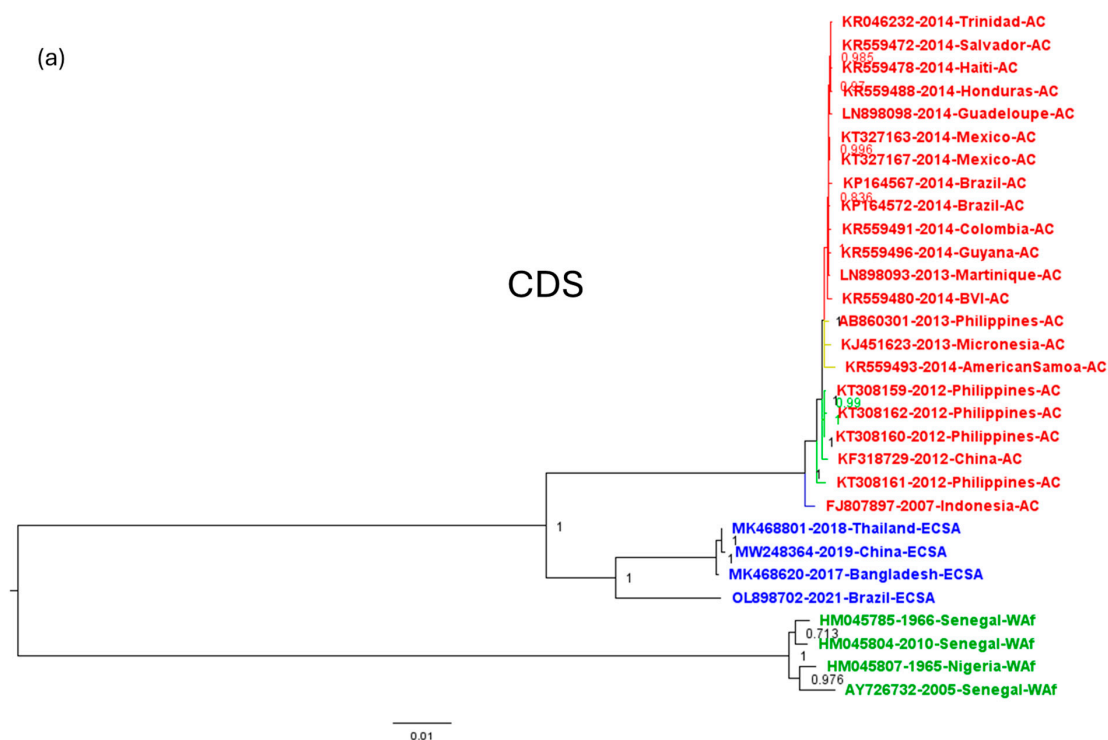 (a)
CDS
KR046232-2014-Trinidad-AC
KR559472-2014-Salvador-AC
0.985
KR559478-2014-Haiti-AC
0.97
KR559488-2014-Honduras-AC
LN898098-2014-Guadeloupe-AC
KT327163-2014-Mexico-AC
0.996
KT327167-2014-Mexico-AC
KP164567-2014-Brazil-AC
0.836
KP164572-2014-Brazil-AC
KR559491-2014-Colombia-AC
1
KR559496-2014-Guyana-AC
LN898093-2013-Martinique-AC
KR559480-2014-BVI-AC
1
AB860301-2013-Philippines-AC
KJ451623-2013-Micronesia-AC
KR559493-2014-AmericanSamoa-AC
KT308159-2012-Philippines-AC
1
0.99
KT308162-2012-Philippines-AC
1
KT308160-2012-Philippines-AC
1
KF318729-2012-China-AC
1
KT308161-2012-Philippines-AC
FJ807897-2007-Indonesia-AC
1
MK468801-2018-Thailand-ECSA
1
MW248364-2019-China-ECSA
1
MK468620-2017-Bangladesh-ECSA
1
OL898702-2021-Brazil-ECSA
HM045785-1966-Senegal-WAf
0.713
HM045804-2010-Senegal-WAf
1
HM045807-1965-Nigeria-WAf
0.976
AY726732-2005-Senegal-WAf
0.01